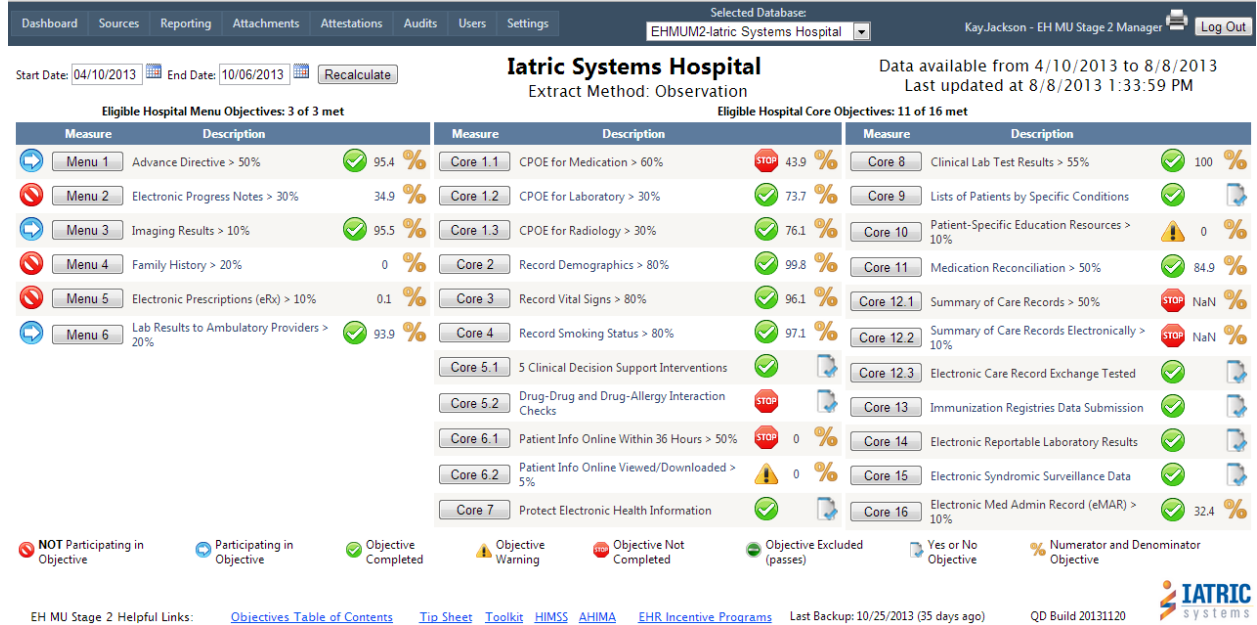 Dashboard Sources Reporting Attachments Attestations Audits Users Settings
Selected Database:
EHMUM2-Iatric Systems Hospital
KayJackson - EH MU Stage 2 Manager
Log Out
Start Date: 04/10/2013 End Date: 10/06/2013 Recalculate
Iatric Systems Hospital
Extract Method: Observation
Data available from 4/10/2013 to 8/8/2013
Last updated at 8/8/2013 1:33:59 PM
Eligible Hospital Menu Objectives: 3 of 3 met
Measure Description
Menu 1 Advance Directive > 50% 95.4 %
Menu 2 Electronic Progress Notes > 30% 34.9 %
Menu 3 Imaging Results > 10% 95.5 %
Menu 4 Family History > 20% 0 %
Menu 5 Electronic Prescriptions (eRx) > 10% 0.1 %
Menu 6 Lab Results to Ambulatory Providers >
20% 93.9 %
Eligible Hospital Core Objectives: 11 of 16 met
Measure Description
Core 1.1 CPOE for Medication > 60% STOP 43.9 %
Core 1.2 CPOE for Laboratory > 30% 73.7 %
Core 1.3 CPOE for Radiology > 30% 76.1 %
Core 2 Record Demographics > 80% 99.8 %
Core 3 Record Vital Signs > 80% 96.1 %
Core 4 Record Smoking Status > 80% 97.1 %
Core 5.1 5 Clinical Decision Support Interventions
Core 5.2 Drug-Drug and Drug-Allergy Interaction
Checks STOP
Core 6.1 Patient Info Online Within 36 Hours > 50% STOP 0 %
Core 6.2 Patient Info Online Viewed/Downloaded >
5% 0 %
Core 7 Protect Electronic Health Information
Measure Description
Core 8 Clinical Lab Test Results > 55% 100 %
Core 9 Lists of Patients by Specific Conditions
Core 10 Patient-Specific Education Resources >
10% 0 %
Core 11 Medication Reconciliation > 50% 84.9 %
Core 12.1 Summary of Care Records > 50% STOP NaN %
Core 12.2 Summary of Care Records Electronically >
10% STOP NaN %
Core 12.3 Electronic Care Record Exchange Tested
Core 13 Immunization Registries Data Submission
Core 14 Electronic Reportable Laboratory Results
Core 15 Electronic Syndromic Surveillance Data
Core 16 Electronic Med Admin Record (eMAR) >
10% 32.4 %
NOT Participating in
Objective
Participating in
Objective
Objective
Completed
Objective
Warning
STOP Objective Not
Completed
Objective Excluded
(passes)
Yes or No
Objective
% Numerator and Denominator
Objective
EH MU Stage 2 Helpful Links: Objectives Table of Contents Tip Sheet Toolkit HIMSS AHIMA EHR Incentive Programs Last Backup: 10/25/2013 (35 days ago) QD Build 20131120
IATRIC
systems